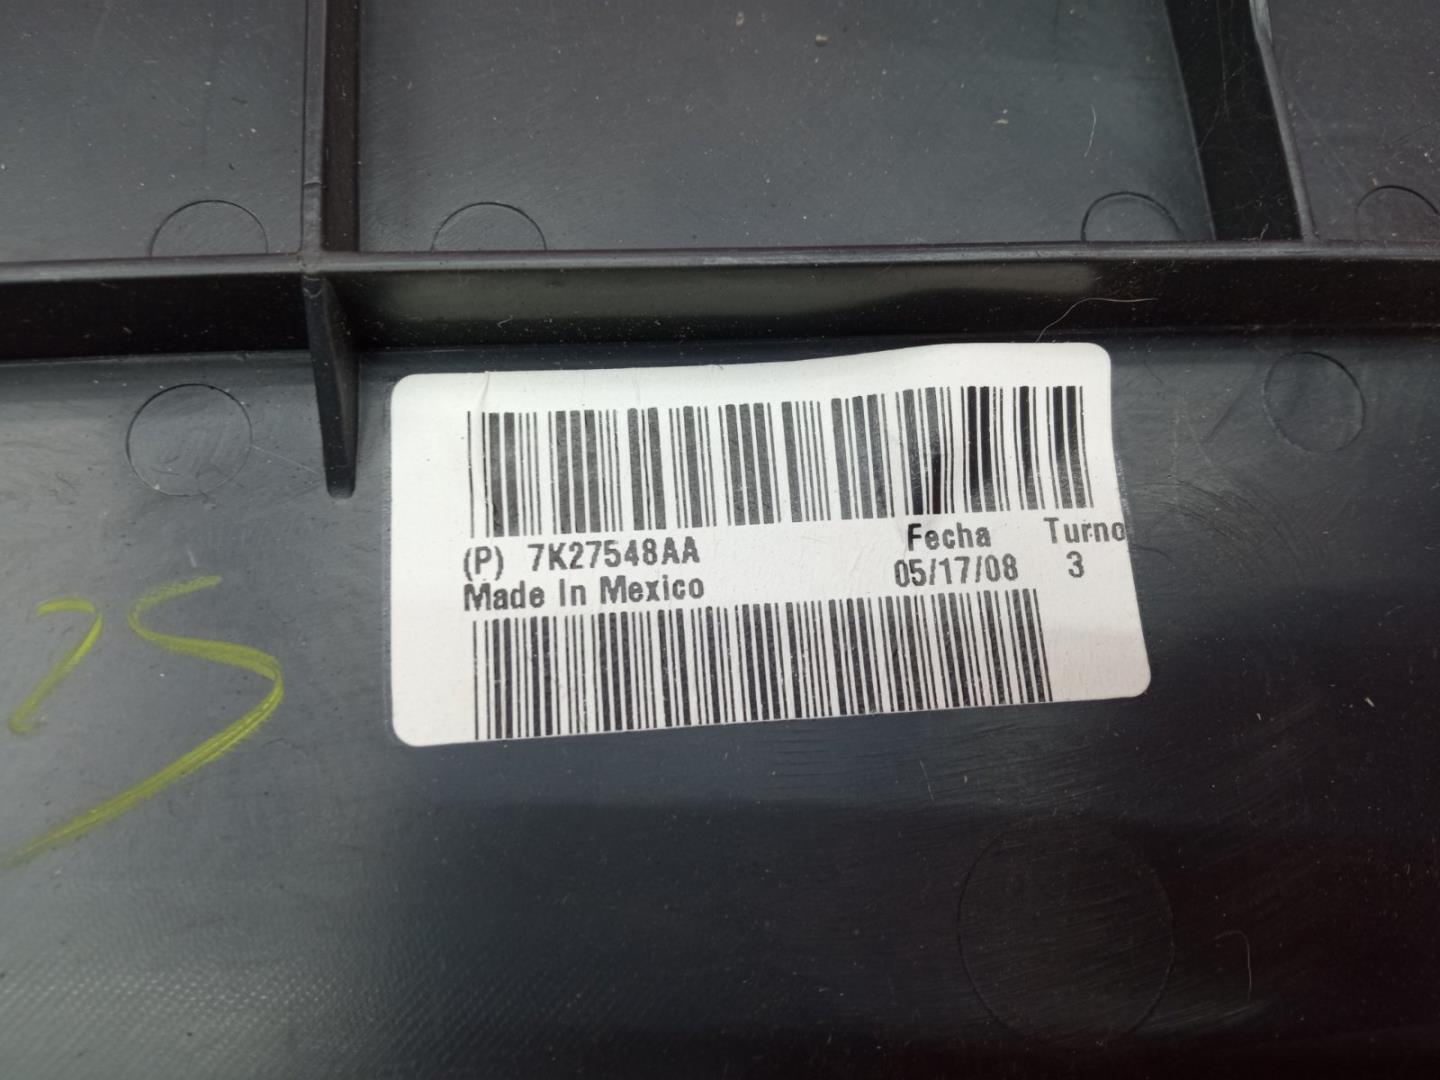 (P) 7K27548AA
Made In Mexico
Fecha Turno
05/17/08 3